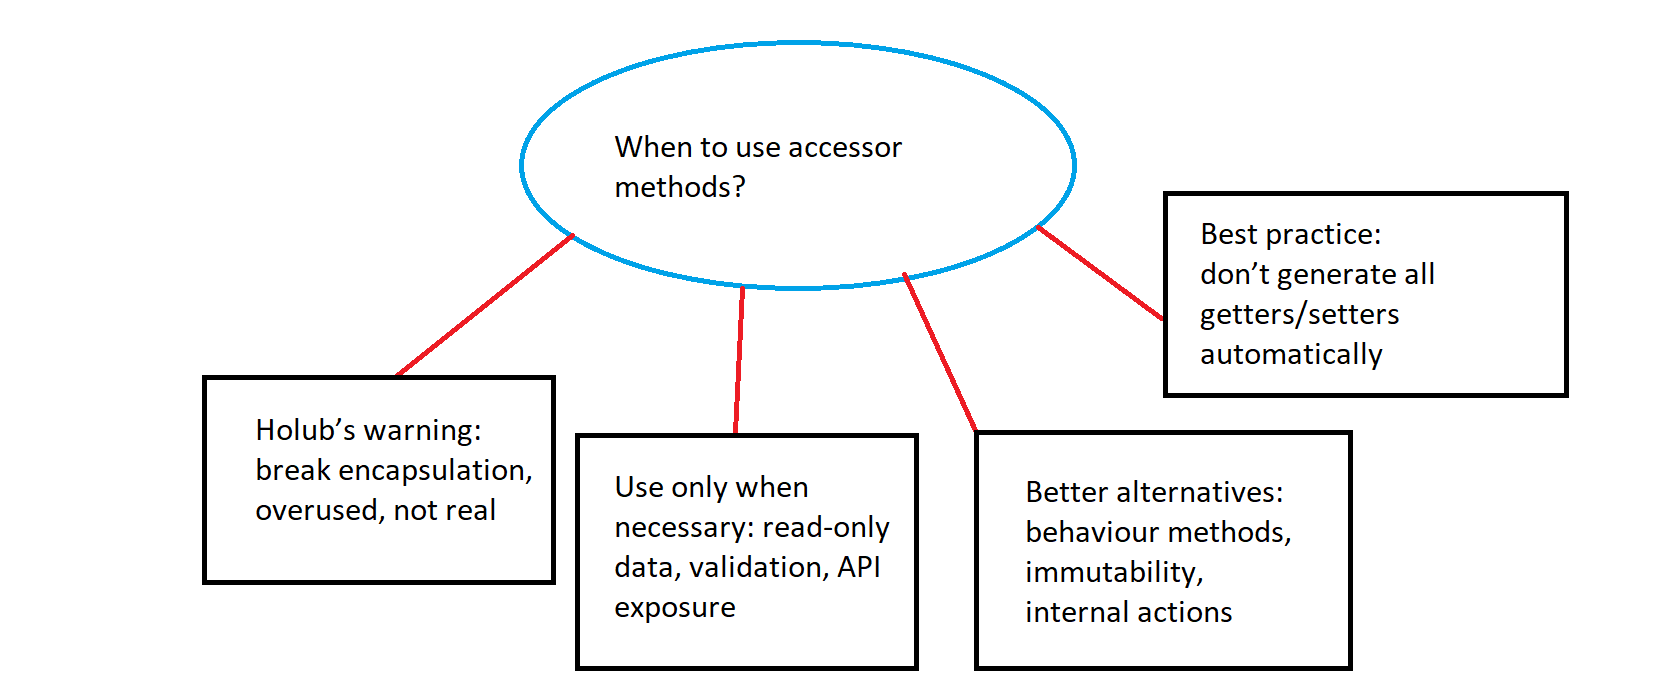 When to use accessor
methods?
Best practice:
don’t generate all
getters/setters
automatically
Holub’s warning:
break encapsulation,
overused, not real
Use only when
necessary: read-only
data, validation, API
exposure
Better alternatives:
behaviour methods,
immutability,
internal actions